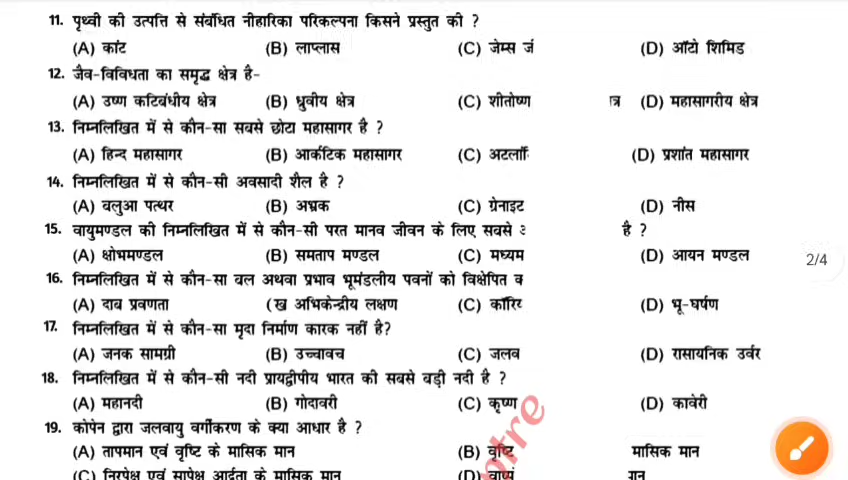 11. पृथ्वी की उत्पत्ति से संबंधित नीहारिका परिकल्पना किसने प्रस्तुत की ?
(A) कांट (B) लाप्लास (C) जेम्स जं (D) ऑटो शिमिड
12. जैव-विविधता का समृद्ध क्षेत्र है-
(A) उष्ण कटिबंधीय क्षेत्र (B) ध्रुवीय क्षेत्र (C) शीतोष्ण त्र (D) महासागरीय क्षेत्र
13. निम्नलिखित में से कौन-सा सबसे छोटा महासागर है ?
(A) हिन्द महासागर (B) आर्कटिक महासागर (C) अटलां (D) प्रशांत महासागर
14. निम्नलिखित में से कौन-सी अवसादी शैल है ?
(A) बलुआ पत्थर (B) अभ्रक (C) ग्रेनाइट (D) नीस
15. वायुमण्डल की निम्नलिखित में से कौन-सी परत मानव जीवन के लिए सबसे है ?
(A) क्षोभमण्डल (B) समताप मण्डल (C) मध्यम (D) आयन मण्डल
2/4
16. निम्नलिखित में से कौन-सा बल अथवा प्रभाव भूमंडलीय पवनों को विक्षेपित क
(A) दाब प्रवणता (ख अभिकेन्द्रीय लक्षण (C) कॉरि (D) भू-घर्षण
17. निम्नलिखित में से कौन-सा मृदा निर्माण कारक नहीं है?
(A) जनक सामग्री (B) उच्चावच (C) जलव (D) रासायनिक उर्वर
18. निम्नलिखित में से कौन-सी नदी प्रायद्वीपीय भारत की सबसे बड़ी नदी है ?
(A) महानदी (B) गोदावरी (C) कृष्ण (D) कावेरी
19. कोपेन द्वारा जलवायु वर्गीकरण के क्या आधार है ?
(A) तापमान एवं वृष्टि के मासिक मान (B) वृष्टि मासिक मान
(C) निरपेक्ष एवं सापेक्ष आर्द्रता के मासिक मान (D) वाष्प
ntre